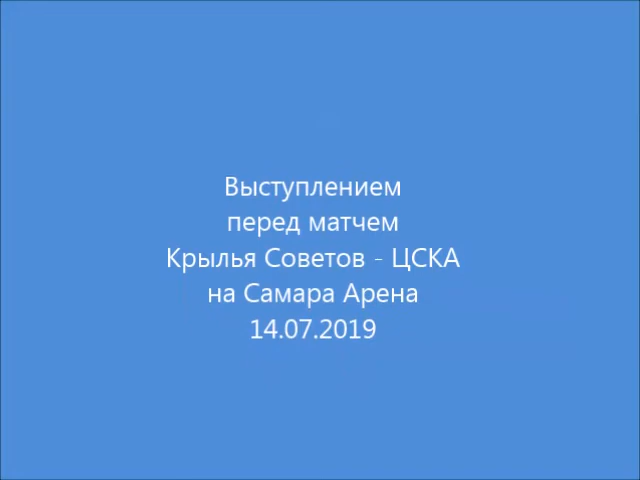 Выступлением
перед матчем
Крылья Советов - ЦСКА
на Самара Арена
14.07.2019